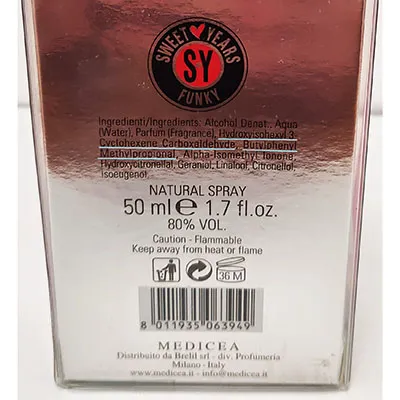 SWEET♥YEARS
SY
FUNKY
Ingredienti/Ingredients: Alcohol Denat., Aqua
(Water), Parfum (Fragrance), Hydroxyisohexyl 3
Cyclohexene Carboxaldehyde, Butylphenyl
Methylpropional, Alpha-Isomethyl Ionone,
Hydroxycitronellal, Geraniol, Linalool, Citronellol,
Isoeugenol.
NATURAL SPRAY
50 ml ℮ 1.7 fl.oz.
80% VOL.
Caution - Flammable
Keep away from heat or flame
36 M
8 011935 063949
MEDICEA
Distribuito da Brelil srl - div. Profumeria
Milano - Italy
www.medicea.it - info@medicea.it